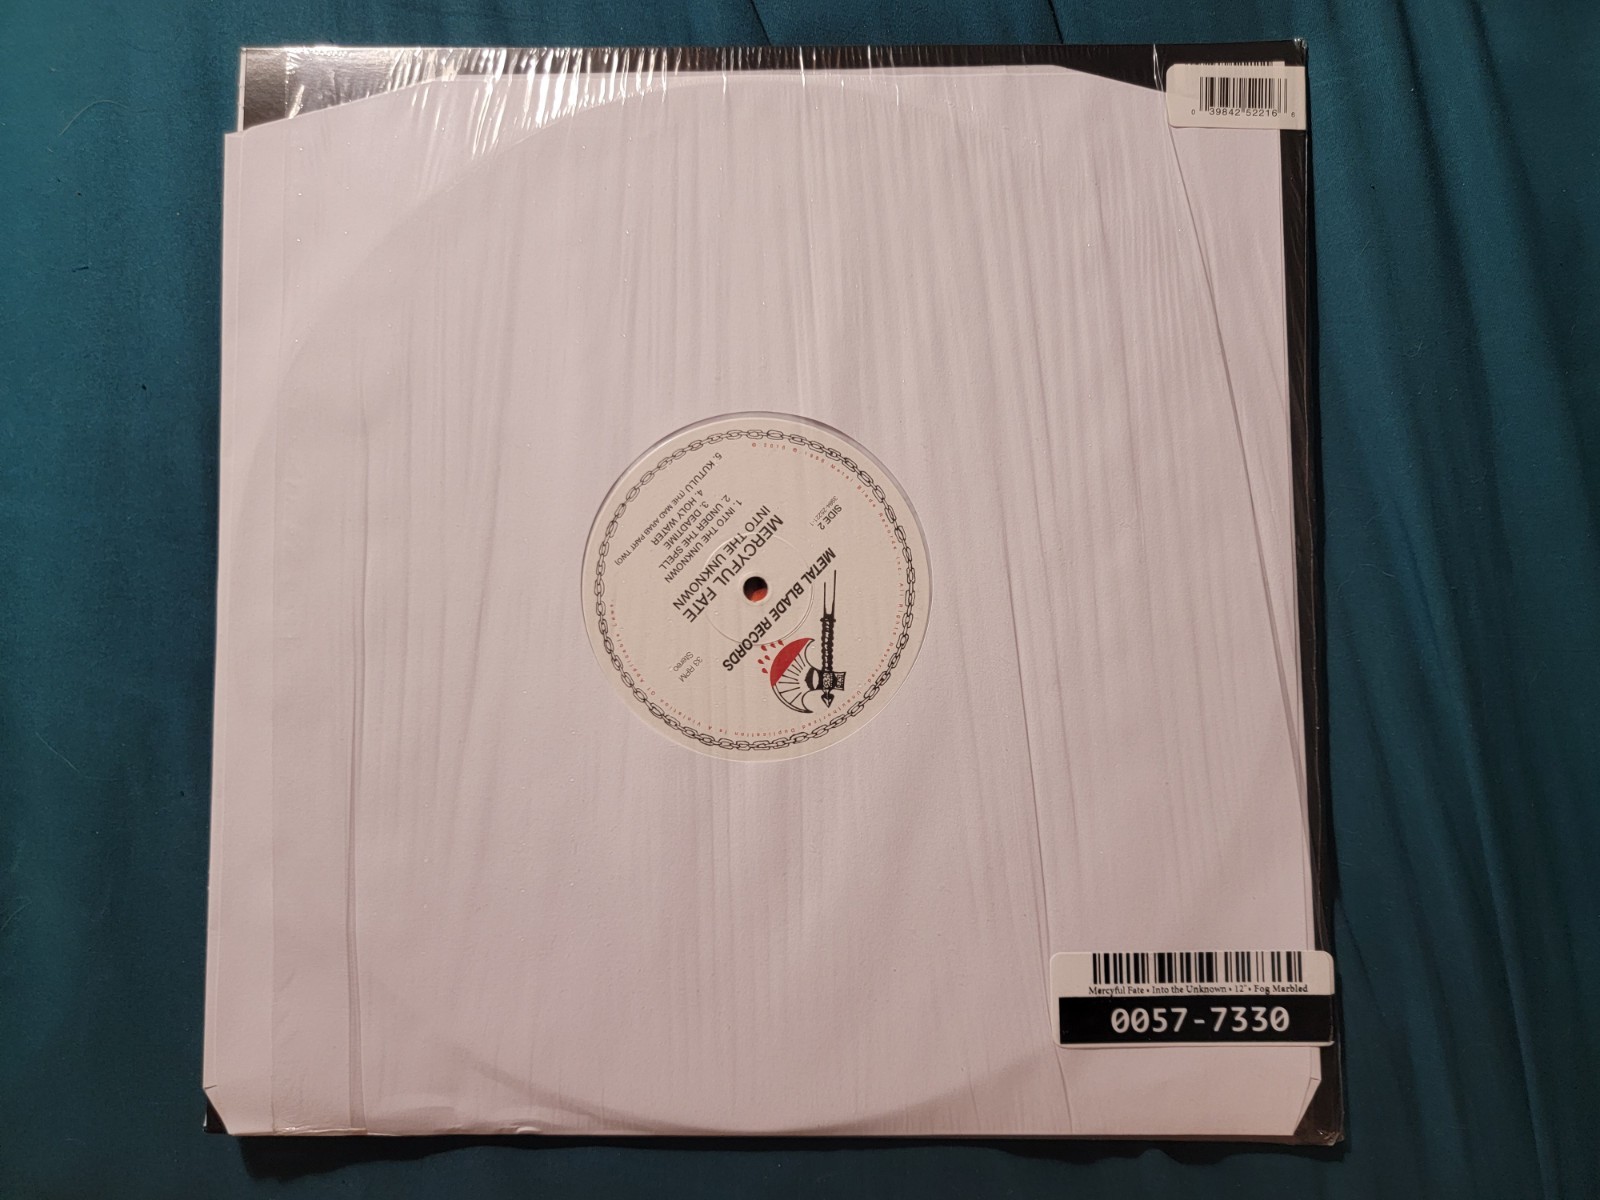 0 39842 52216 6
METAL BLADE RECORDS
SIDE 2
33 RPM
Stereo
MERCYFUL FATE
INTO THE UNKNOWN
1. INTO THE UNKNOWN
2. UNDER THE SPELL
3. DEADTIME
4. HOLY WATER
5. KUTULU (THE MAD ARAB PART TWO)
Mercyful Fate • Into the Unknown • 12" • Fog Marbled
0057-7330